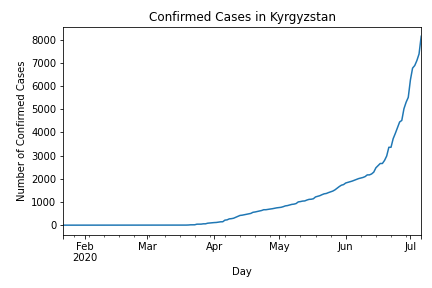 Confirmed Cases in Kyrgyzstan
Number of Confirmed Cases
8000
7000
6000
5000
4000
3000
2000
1000
0
Feb Mar Apr May Jun Jul
2020
Day